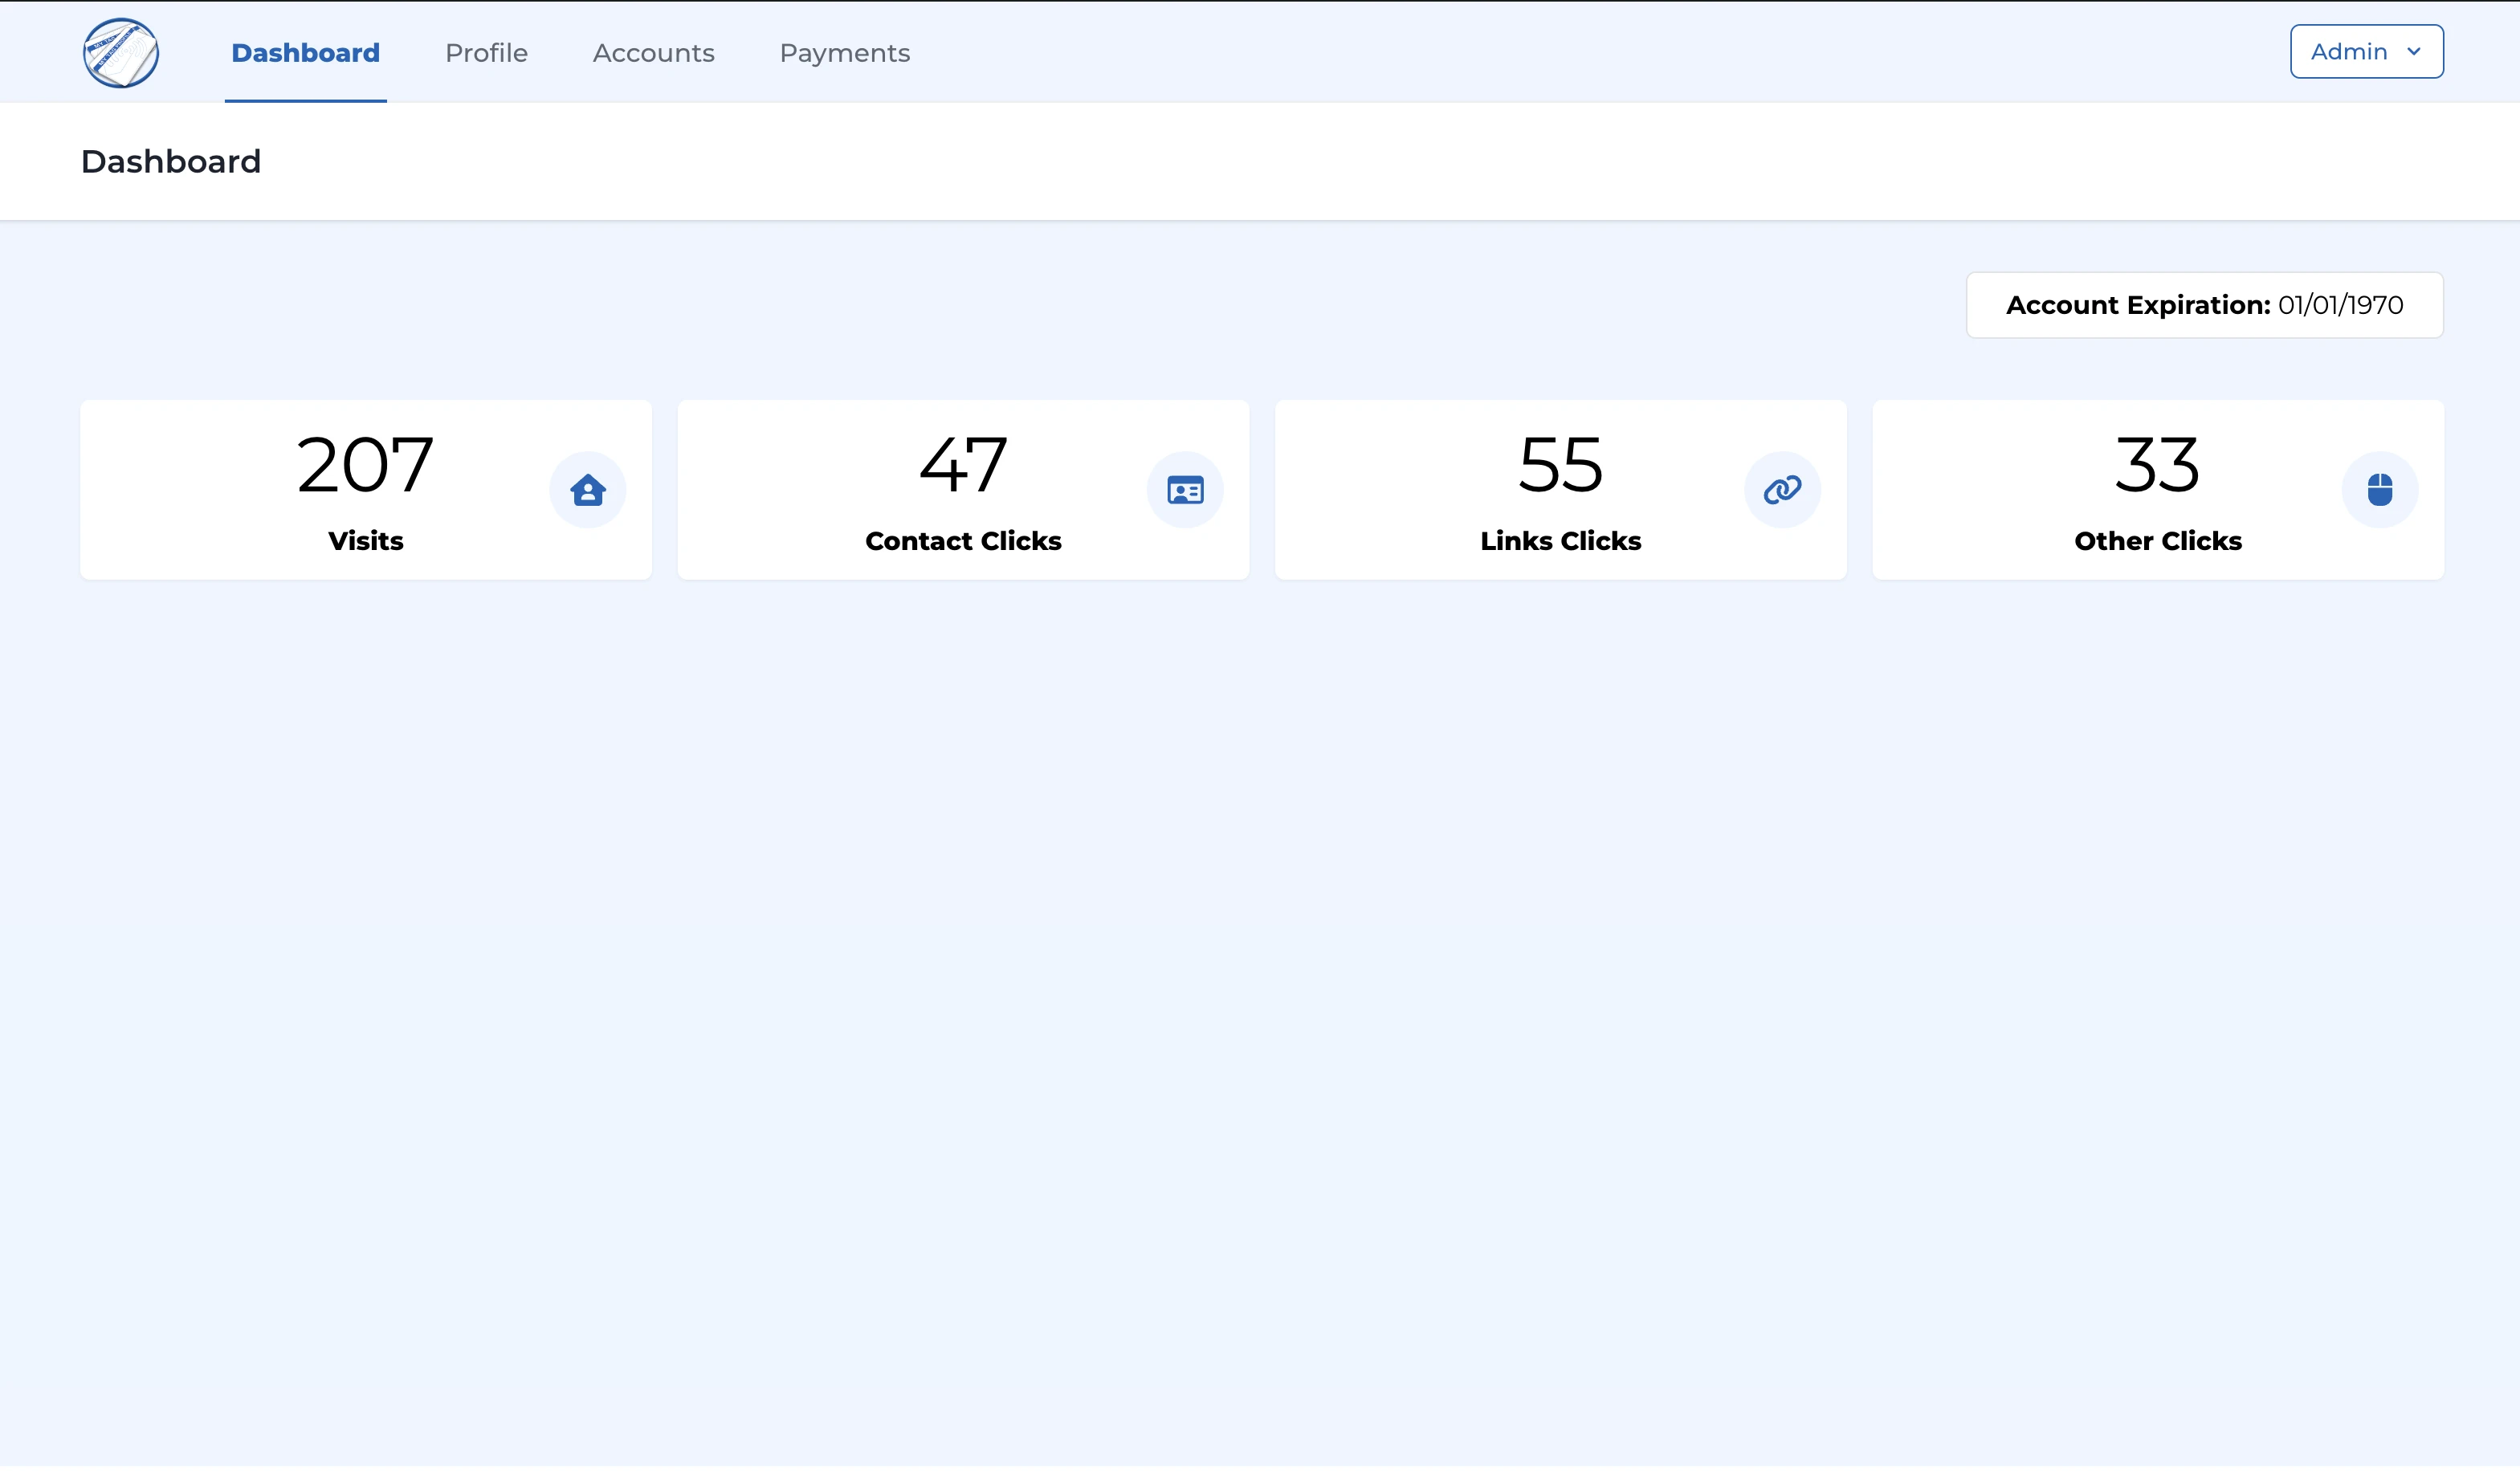 Dashboard Profile Accounts Payments Admin
Dashboard
Account Expiration: 01/01/1970
207 47 55 33
Visits Contact Clicks Links Clicks Other Clicks